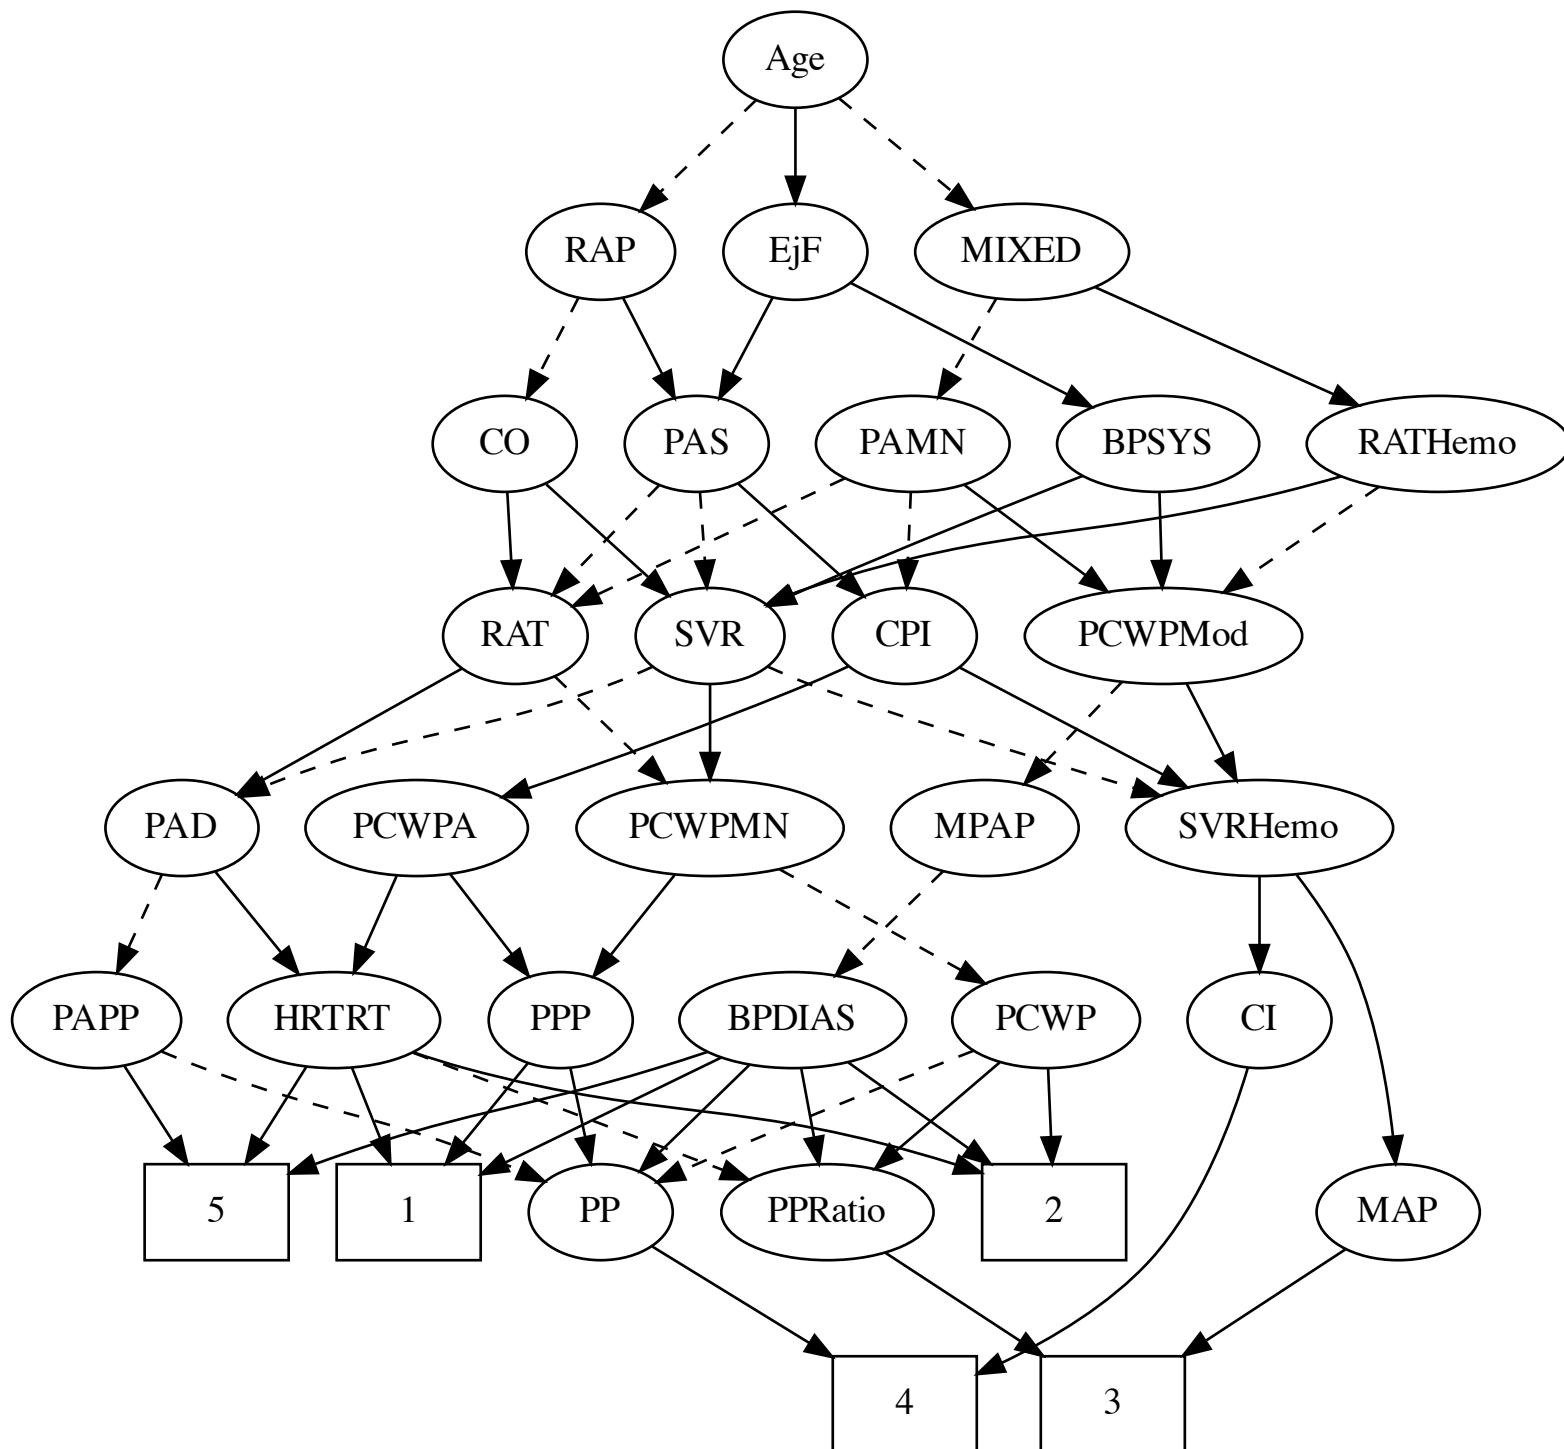 Age
RAP
EjF
MIXED
CO
PAS
PAMN
BPSYS
RATHemo
RAT
SVR
CPI
PCWPMod
PAD
PCWPA
PCWPMN
MPAP
SVRHemo
PAPP
HRTRT
PPP
BPDIAS
PCWP
CI
5
1
PP
PPRatio
2
MAP
4
3